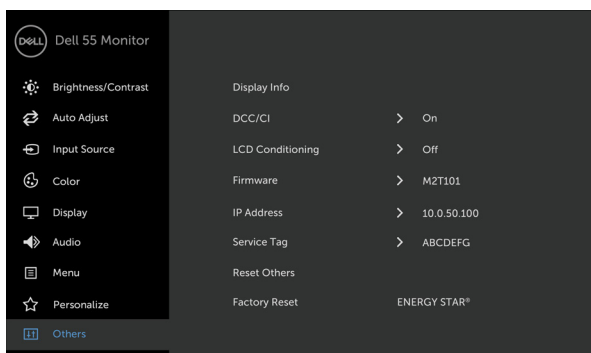 DELL Dell 55 Monitor
Brightness/Contrast
Display Info
Auto Adjust
DCC/CI > On
Input Source
LCD Conditioning > Off
Color
Firmware > M2T101
Display
IP Address > 10.0.50.100
Audio
Service Tag > ABCDEFG
Menu
Reset Others
Personalize
Factory Reset ENERGY STAR®
Others